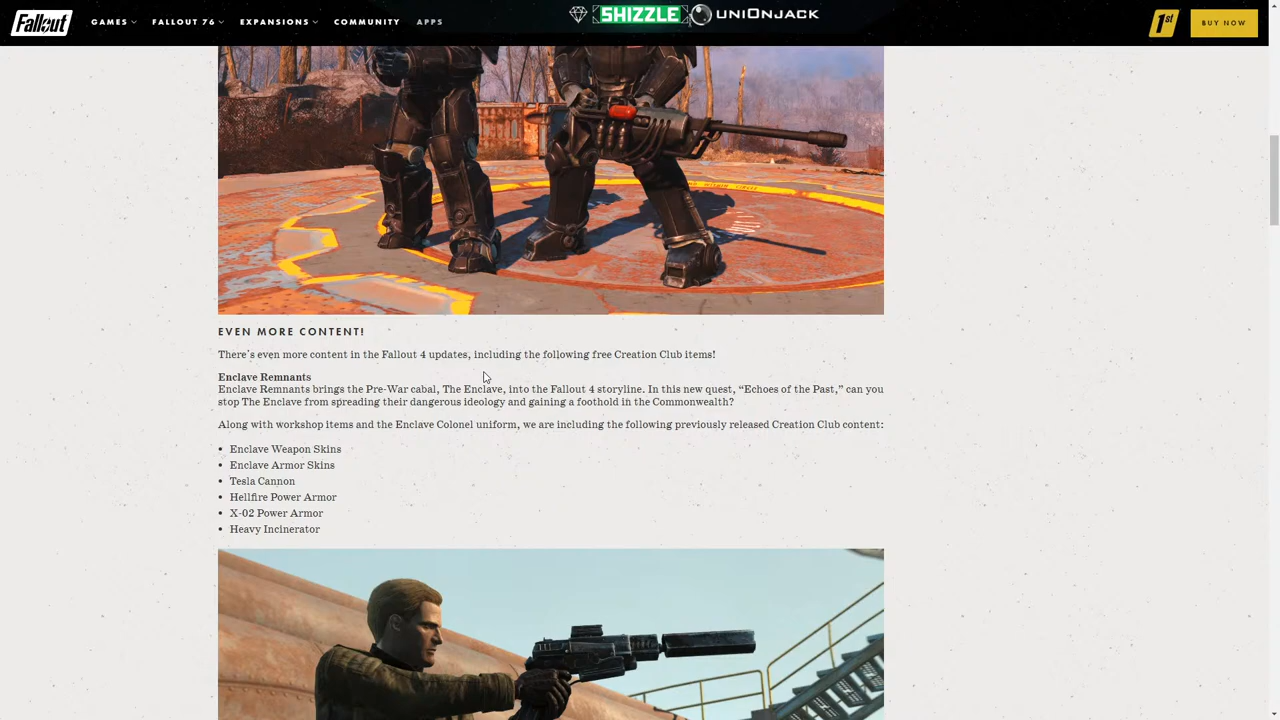 Fallout GAMES FALLOUT 76 EXPANSIONS COMMUNITY APPS SHIZZLE UNIONJACK 1st BUY NOW
EVEN MORE CONTENT!
There's even more content in the Fallout 4 updates, including the following free Creation Club items!
Enclave Remnants
Enclave Remnants brings the Pre-War cabal, The Enclave, into the Fallout 4 storyline. In this new quest, “Echoes of the Past,” can you
stop The Enclave from spreading their dangerous ideology and gaining a foothold in the Commonwealth?
Along with workshop items and the Enclave Colonel uniform, we are including the following previously released Creation Club content:
• Enclave Weapon Skins
• Enclave Armor Skins
• Tesla Cannon
• Hellfire Power Armor
• X-02 Power Armor
• Heavy Incinerator